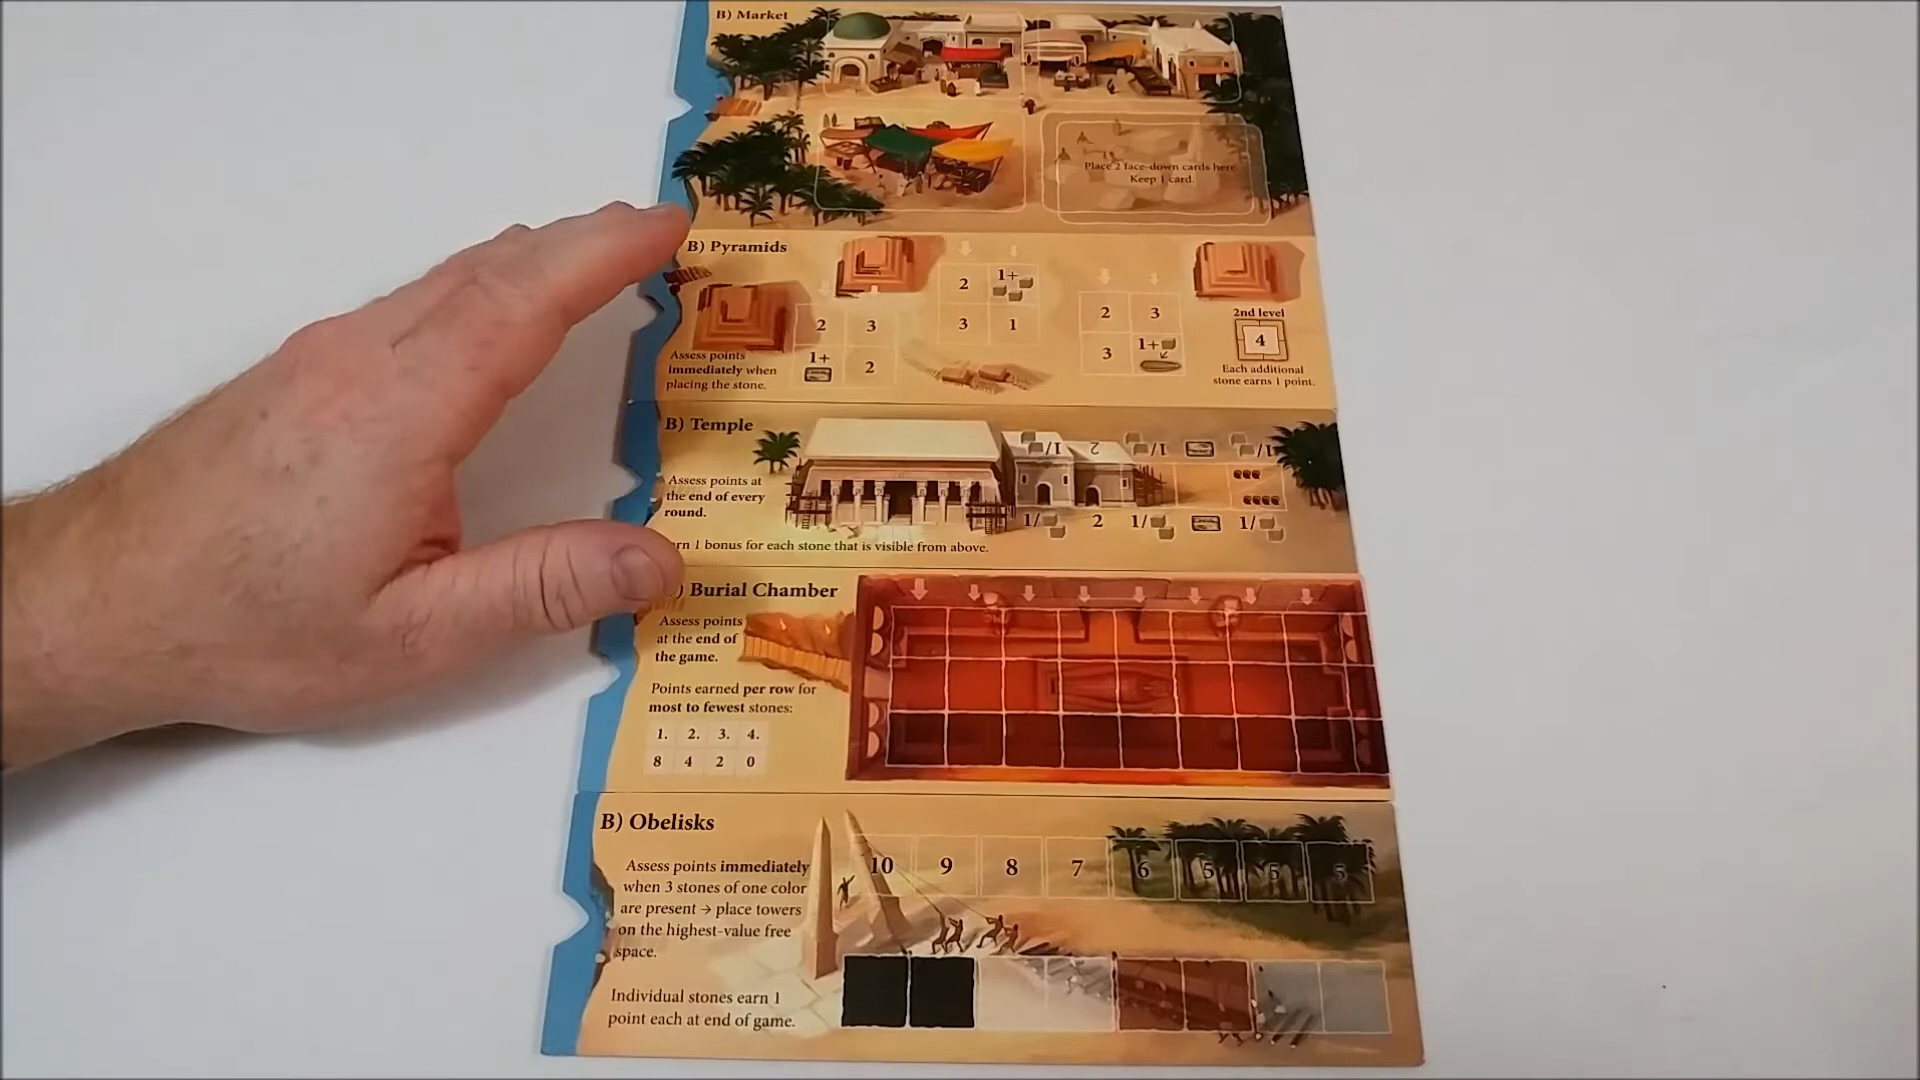 B) Market
Place 2 face-down cards here
Keep 1 card.
B) Pyramids
2 3
1+
2
2 1+
3 1
2 3
3 1+
2nd level
4
Each additional
stone earns 1 point.
Assess points
immediately when
placing the stone.
B) Temple
1/ 2 1/ 1/
Assess points at
the end of every
round.
1/ 2 1/ 1/
rn 1 bonus for each stone that is visible from above.
) Burial Chamber
Assess points
at the end of
the game.
Points earned per row for
most to fewest stones:
1. 2. 3. 4.
8 4 2 0
B) Obelisks
10 9 8 7 6 5 5 5
Assess points immediately
when 3 stones of one color
are present → place towers
on the highest-value free
space.
Individual stones earn 1
point each at end of game.